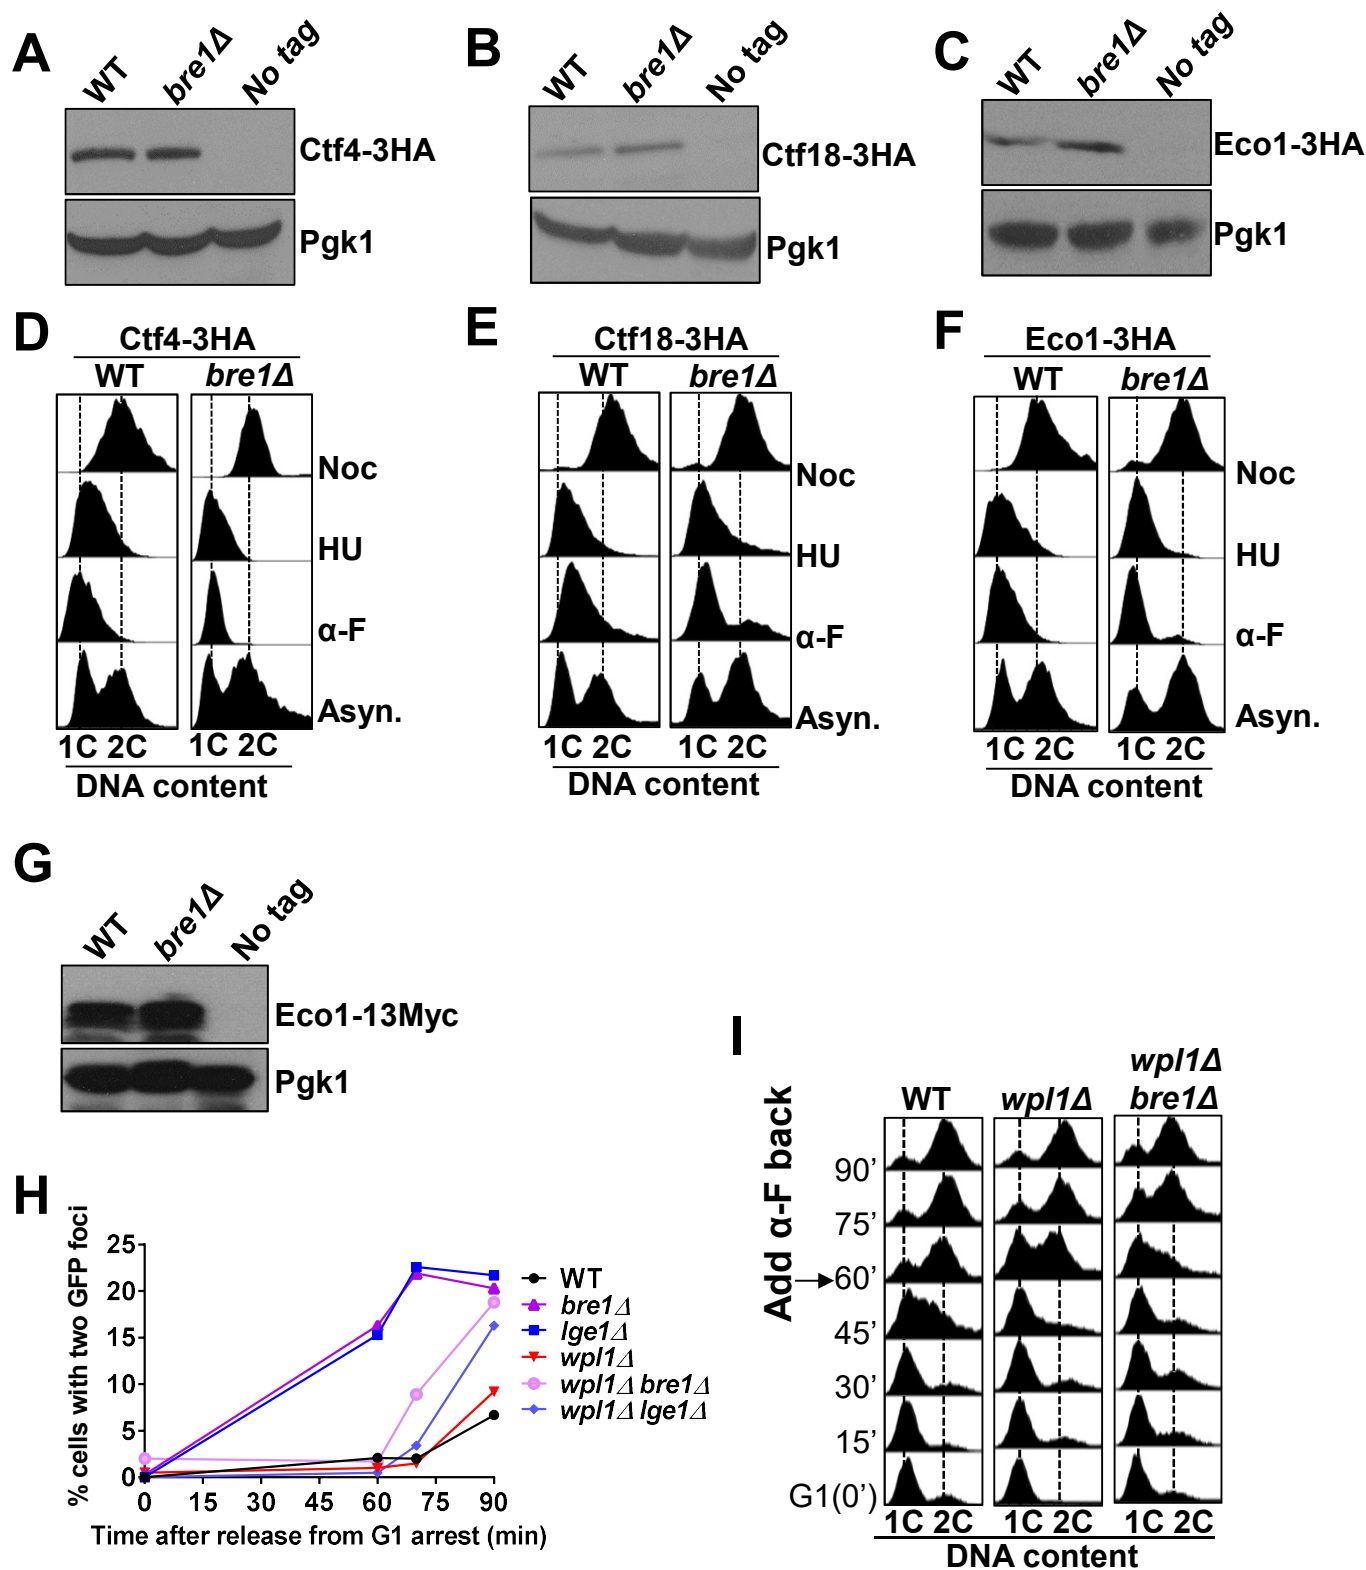 A
WT
bre1Δ
No tag
Ctf4-3HA
Pgk1
B
WT
bre1Δ
No tag
Ctf18-3HA
Pgk1
C
WT
bre1Δ
No tag
Eco1-3HA
Pgk1
D
Ctf4-3HA
WT bre1Δ
Noc
HU
α-F
Asyn.
1C 2C 1C 2C
DNA content
E
Ctf18-3HA
WT bre1Δ
Noc
HU
α-F
Asyn.
1C 2C 1C 2C
DNA content
F
Eco1-3HA
WT bre1Δ
Noc
HU
α-F
Asyn.
1C 2C 1C 2C
DNA content
G
WT
bre1Δ
No tag
Eco1-13Myc
Pgk1
H
% cells with two GFP foci
25
20
15
10
5
0
0 15 30 45 60 75 90
Time after release from G1 arrest (min)
WT
bre1Δ
lge1Δ
wpl1Δ
wpl1Δ bre1Δ
wpl1Δ lge1Δ
I
Add α-F back
WT wpl1Δ wpl1Δ
bre1Δ
90’
75’
60’
45’
30’
15’
G1(0’)
1C 2C 1C 2C 1C 2C
DNA content